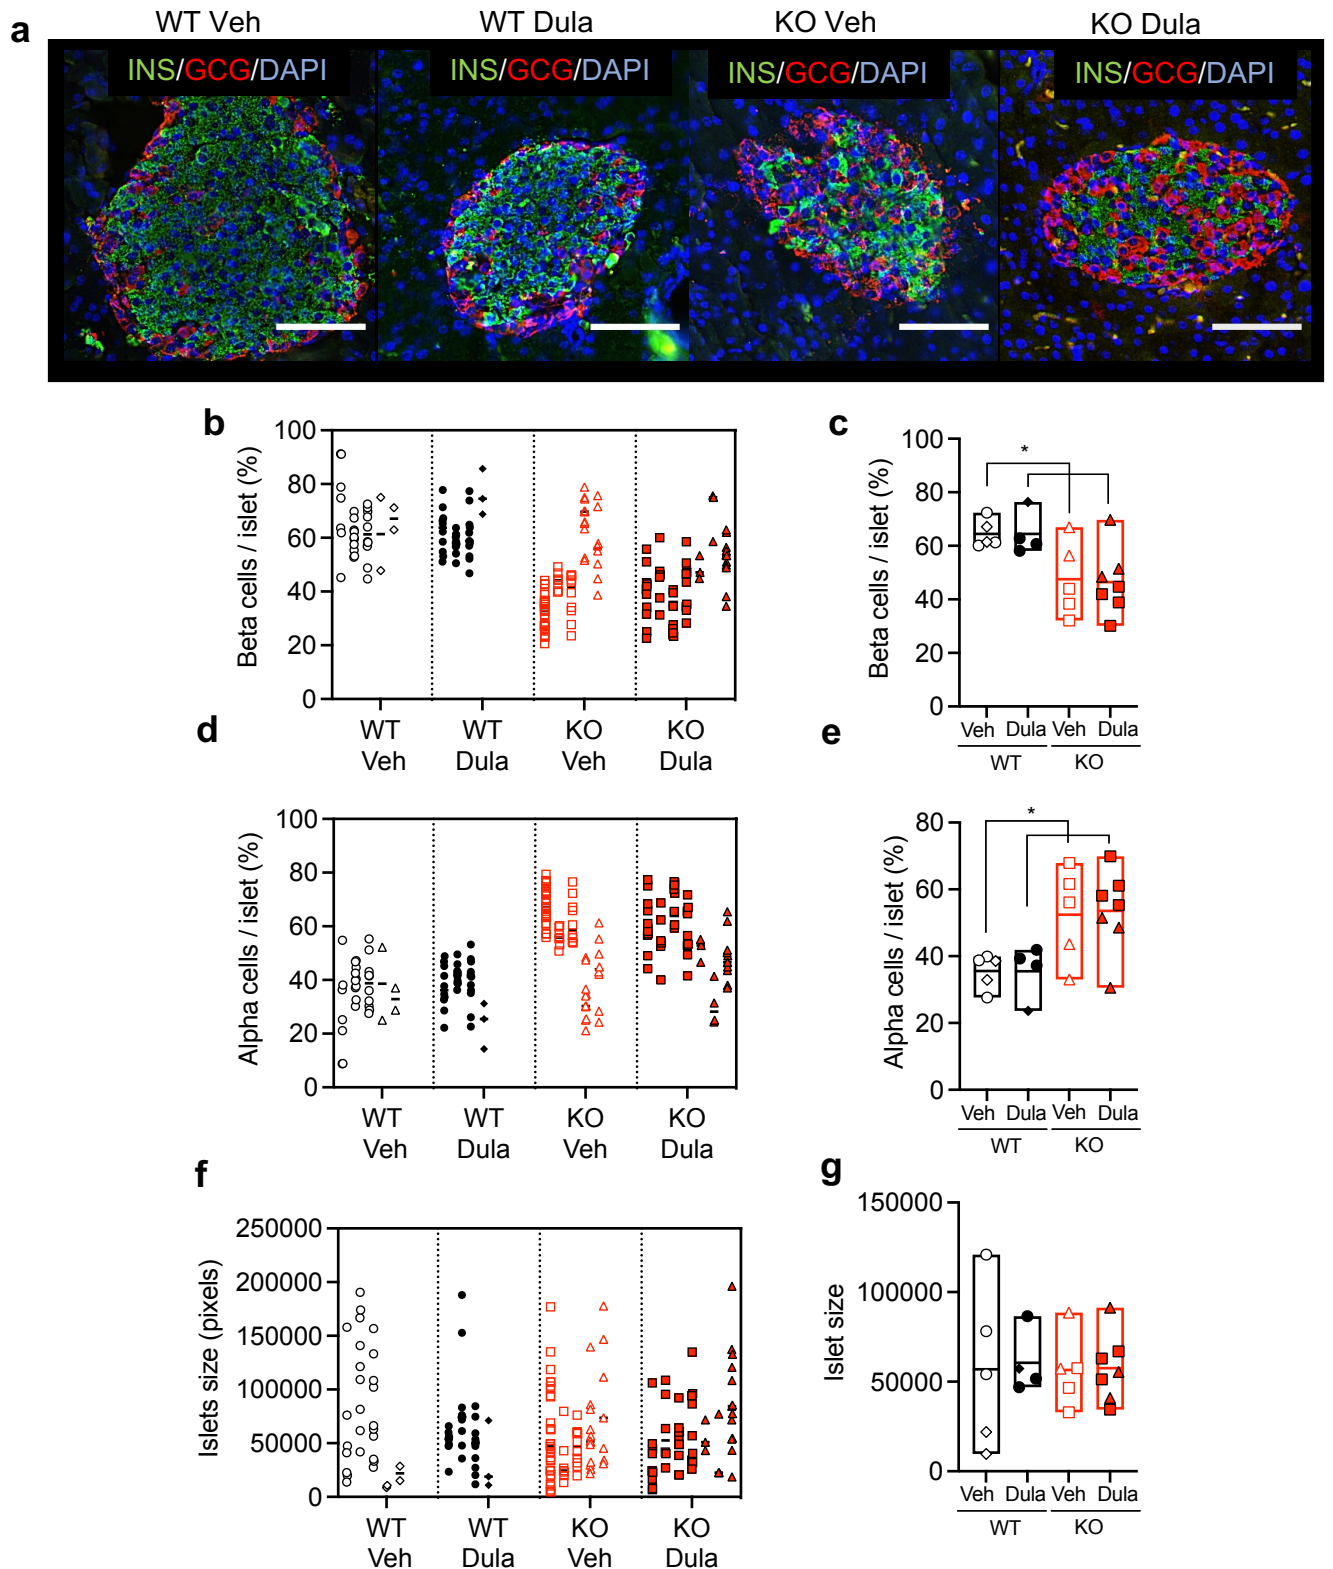 a
WT Veh
WT Dula
KO Veh
KO Dula
INS/GCG/DAPI
INS/GCG/DAPI
INS/GCG/DAPI
INS/GCG/DAPI
b
Beta cells / islet (%)
100
80
60
40
20
0
WT
Veh
WT
Dula
KO
Veh
KO
Dula
c
Beta cells / islet (%)
100
80
60
40
20
0
*
Veh
Dula
Veh
Dula
WT
KO
d
Alpha cells / islet (%)
100
80
60
40
20
0
WT
Veh
WT
Dula
KO
Veh
KO
Dula
e
Alpha cells / islet (%)
80
60
40
20
0
*
Veh
Dula
Veh
Dula
WT
KO
f
Islets size (pixels)
250000
200000
150000
100000
50000
0
WT
Veh
WT
Dula
KO
Veh
KO
Dula
g
Islet size
150000
100000
50000
0
Veh
Dula
Veh
Dula
WT
KO